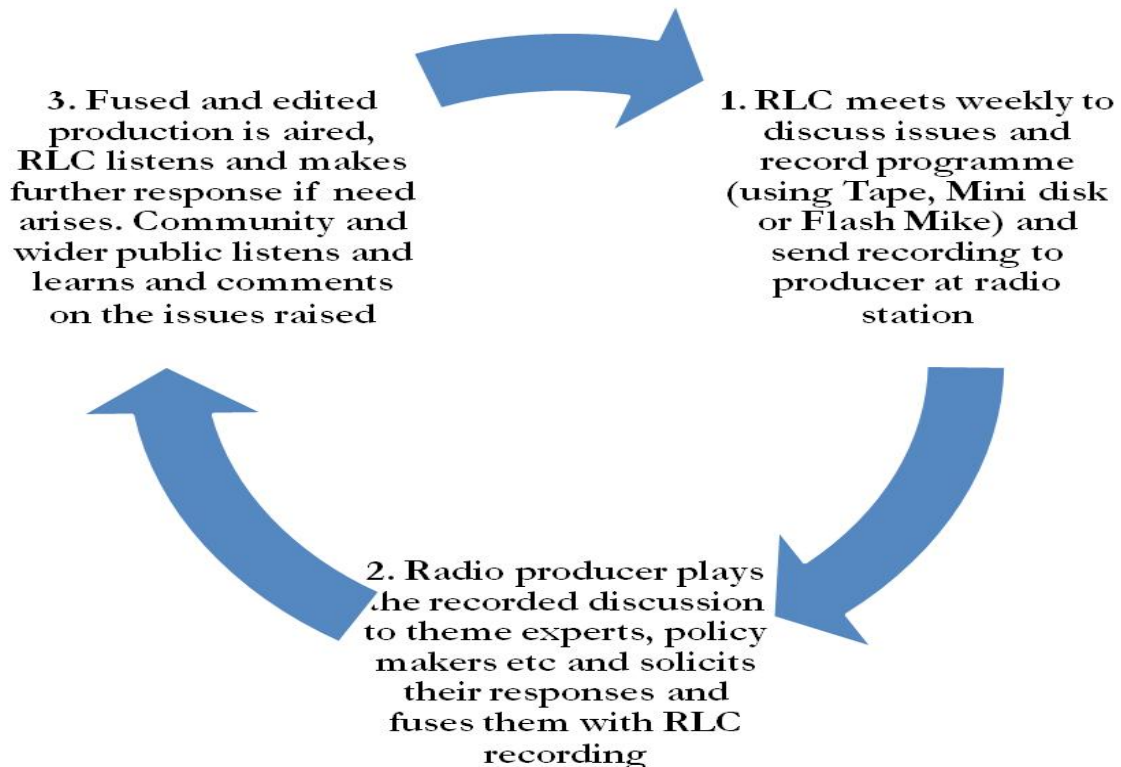 1. RLC meets weekly to
discuss issues and
record programme
(using Tape, Mini disk
or Flash Mike) and
send recording to
producer at radio
station
2. Radio producer plays
the recorded discussion
to theme experts, policy
makers etc and solicits
their responses and
fuses them with RLC
recording
3. Fused and edited
production is aired,
RLC listens and makes
further response if need
arises. Community and
wider public listens and
learns and comments
on the issues raised